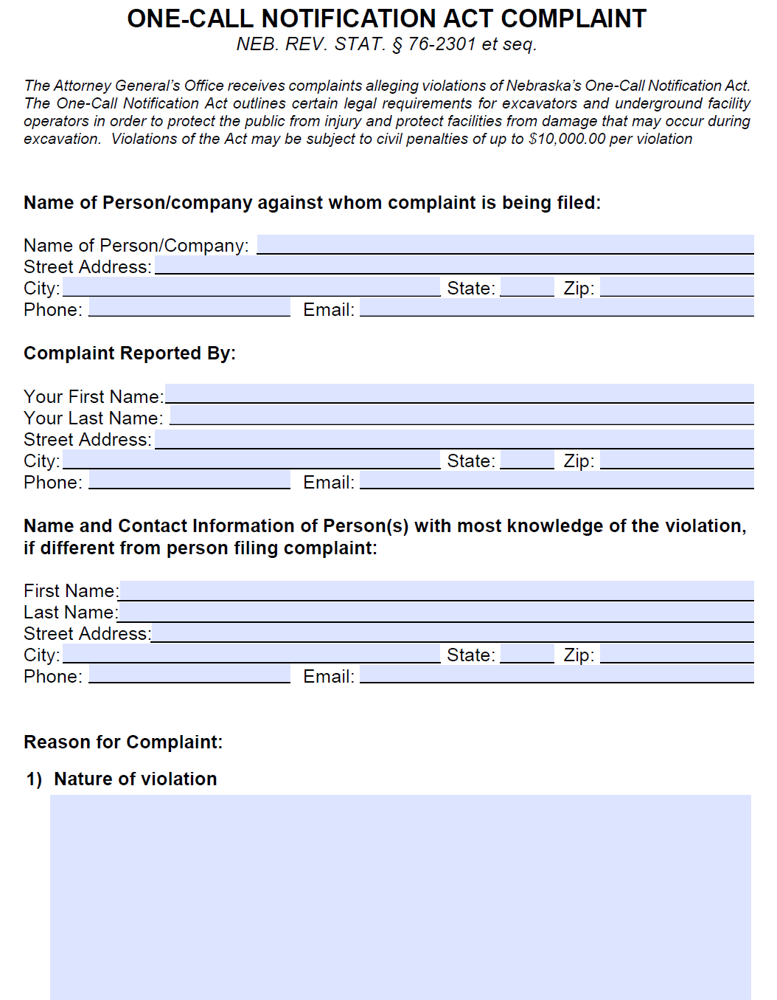 ONE-CALL NOTIFICATION ACT COMPLAINT
NEB. REV. STAT. § 76-2301 et seq.
The Attorney General's Office receives complaints alleging violations of Nebraska's One-Call Notification Act.
The One-Call Notification Act outlines certain legal requirements for excavators and underground facility
operators in order to protect the public from injury and protect facilities from damage that may occur during
excavation. Violations of the Act may be subject to civil penalties of up to $10,000.00 per violation
Name of Person/company against whom complaint is being filed:
Name of Person/Company:
Street Address:
City: State: Zip:
Phone: Email:
Complaint Reported By:
Your First Name:
Your Last Name:
Street Address:
City: State: Zip:
Phone: Email:
Name and Contact Information of Person(s) with most knowledge of the violation,
if different from person filing complaint:
First Name:
Last Name:
Street Address:
City: State: Zip:
Phone: Email:
Reason for Complaint:
1) Nature of violation